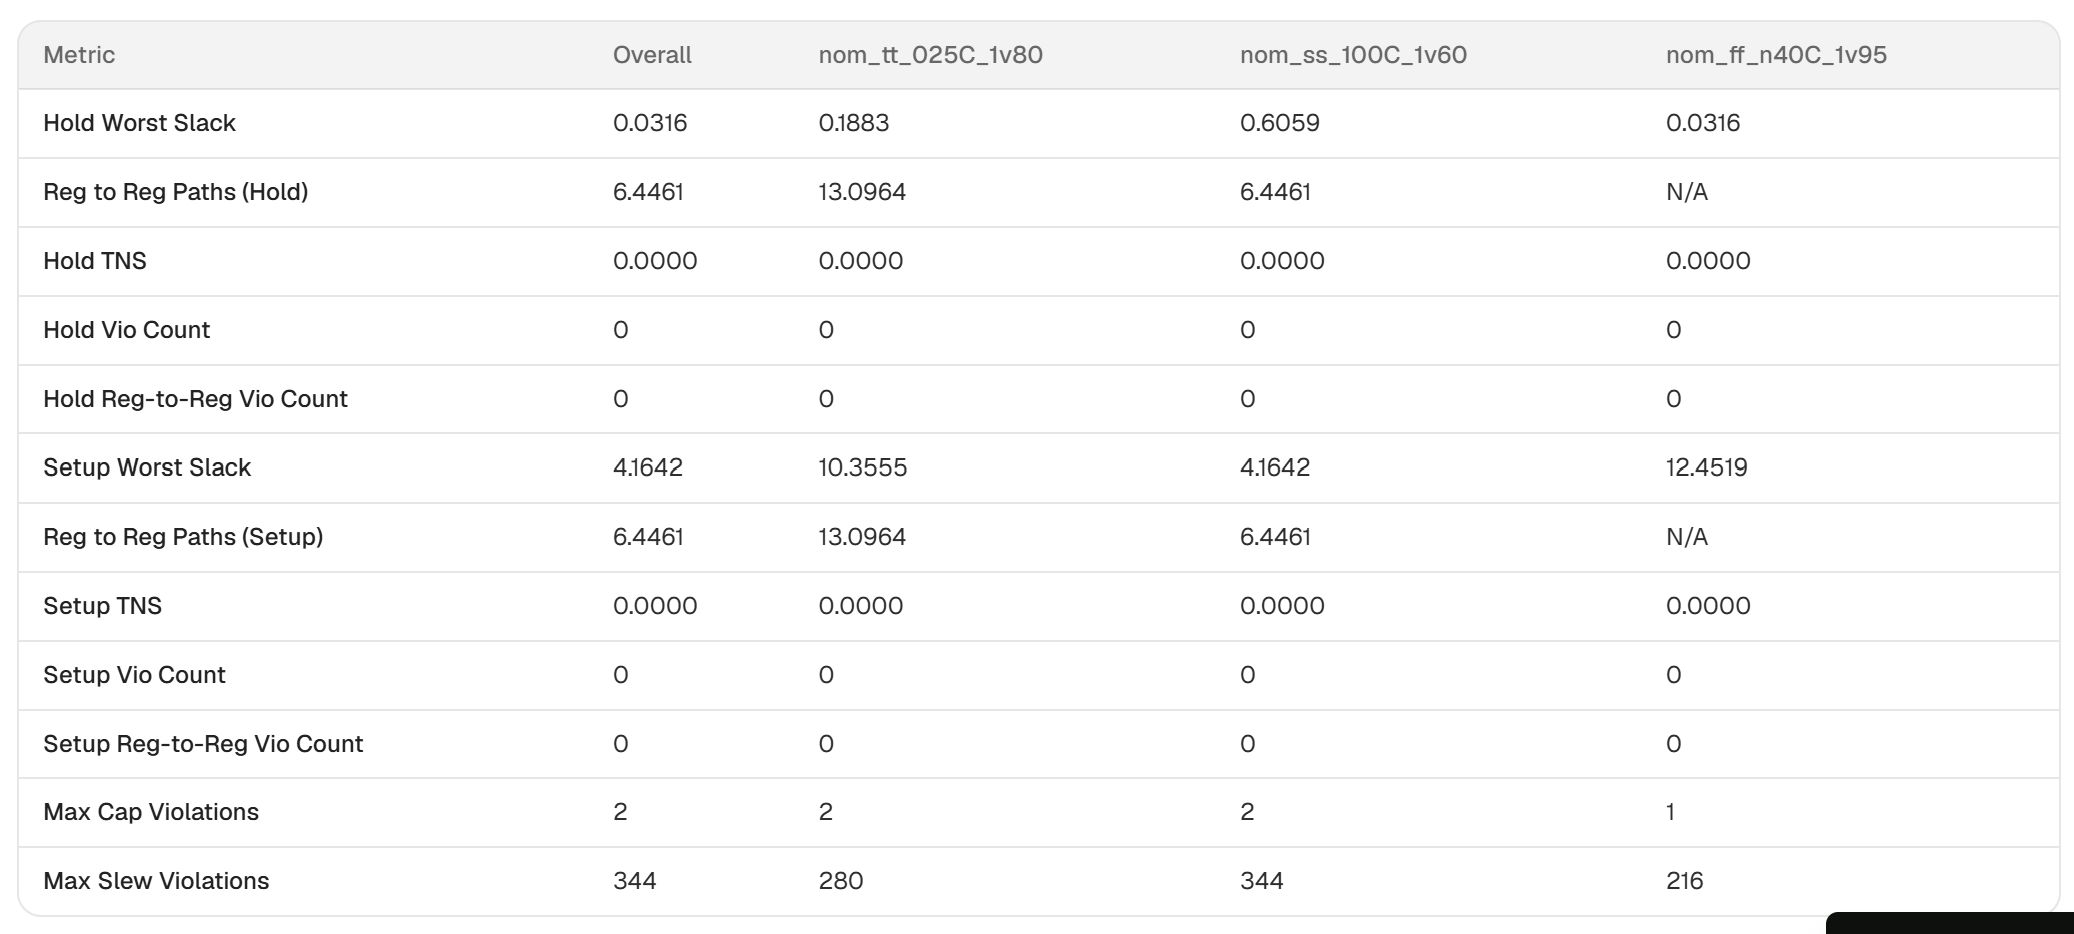 Metric Overall nom_tt_025C_1v80 nom_ss_100C_1v60 nom_ff_n40C_1v95
Hold Worst Slack 0.0316 0.1883 0.6059 0.0316
Reg to Reg Paths (Hold) 6.4461 13.0964 6.4461 N/A
Hold TNS 0.0000 0.0000 0.0000 0.0000
Hold Vio Count 0 0 0 0
Hold Reg-to-Reg Vio Count 0 0 0 0
Setup Worst Slack 4.1642 10.3555 4.1642 12.4519
Reg to Reg Paths (Setup) 6.4461 13.0964 6.4461 N/A
Setup TNS 0.0000 0.0000 0.0000 0.0000
Setup Vio Count 0 0 0 0
Setup Reg-to-Reg Vio Count 0 0 0 0
Max Cap Violations 2 2 2 1
Max Slew Violations 344 280 344 216